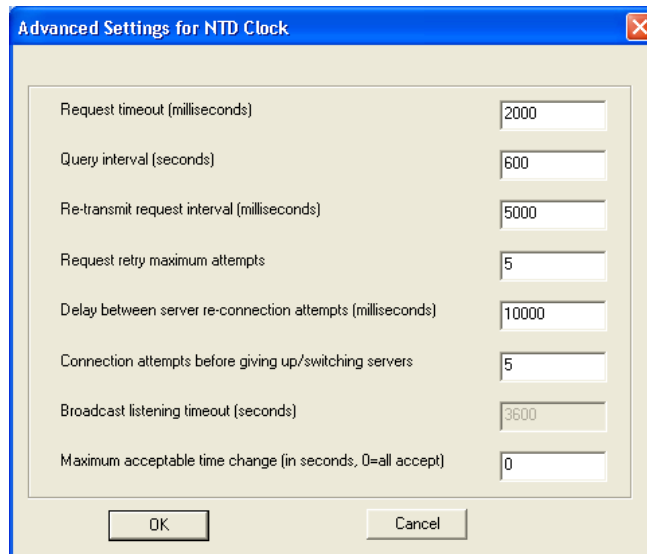 Advanced Settings for NTD Clock
Request timeout (milliseconds) 2000
Query interval (seconds) 600
Re-transmit request interval (milliseconds) 5000
Request retry maximum attempts 5
Delay between server re-connection attempts (milliseconds) 10000
Connection attempts before giving up/switching servers 5
Broadcast listening timeout (seconds) 3600
Maximum acceptable time change (in seconds, 0=all accept) 0
OK Cancel